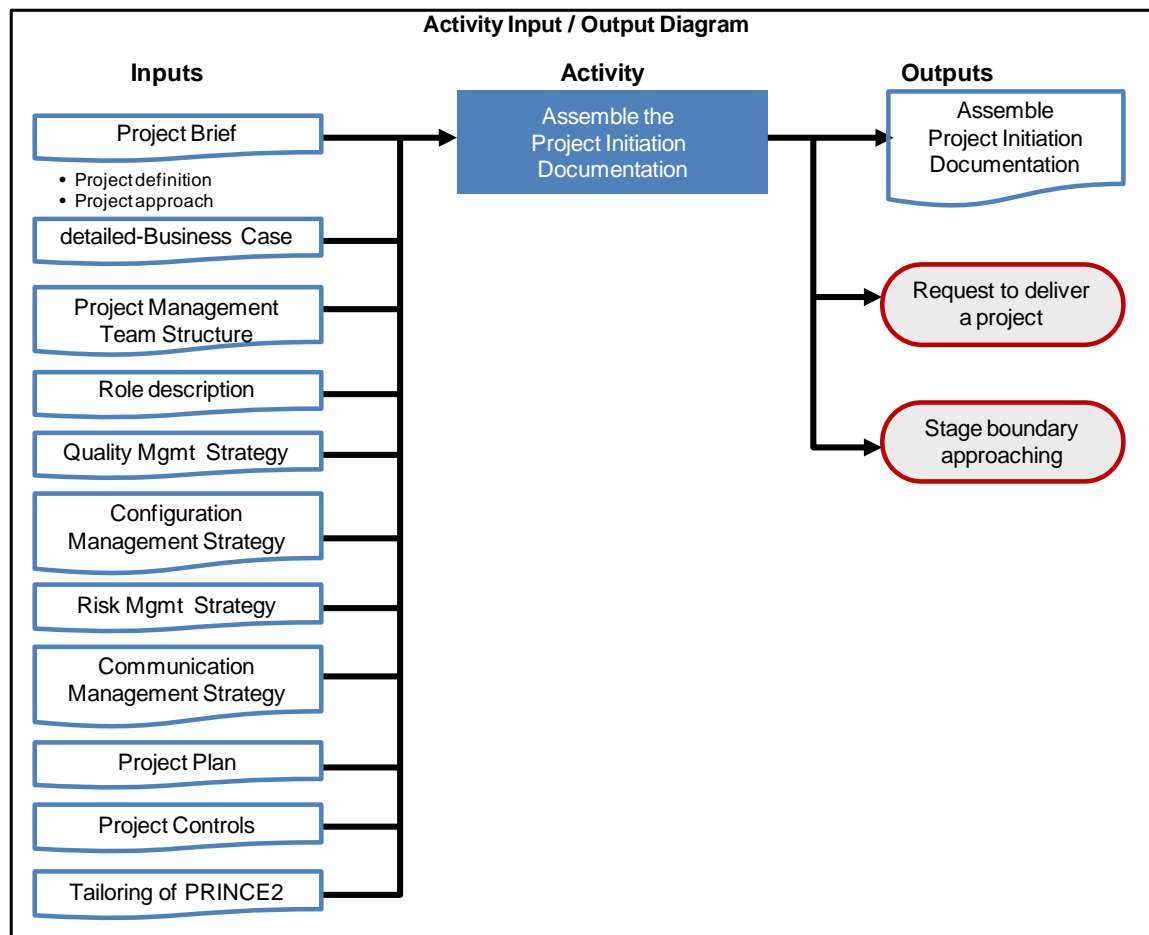 Activity Input / Output Diagram
Inputs
Activity
Outputs
Project Brief
• Project definition
• Project approach
detailed-Business Case
Project Management
Team Structure
Role description
Quality Mgmt Strategy
Configuration
Management Strategy
Risk Mgmt Strategy
Communication
Management Strategy
Project Plan
Project Controls
Tailoring of PRINCE2
Assemble the
Project Initiation
Documentation
Assemble
Project Initiation
Documentation
Request to deliver
a project
Stage boundary
approaching